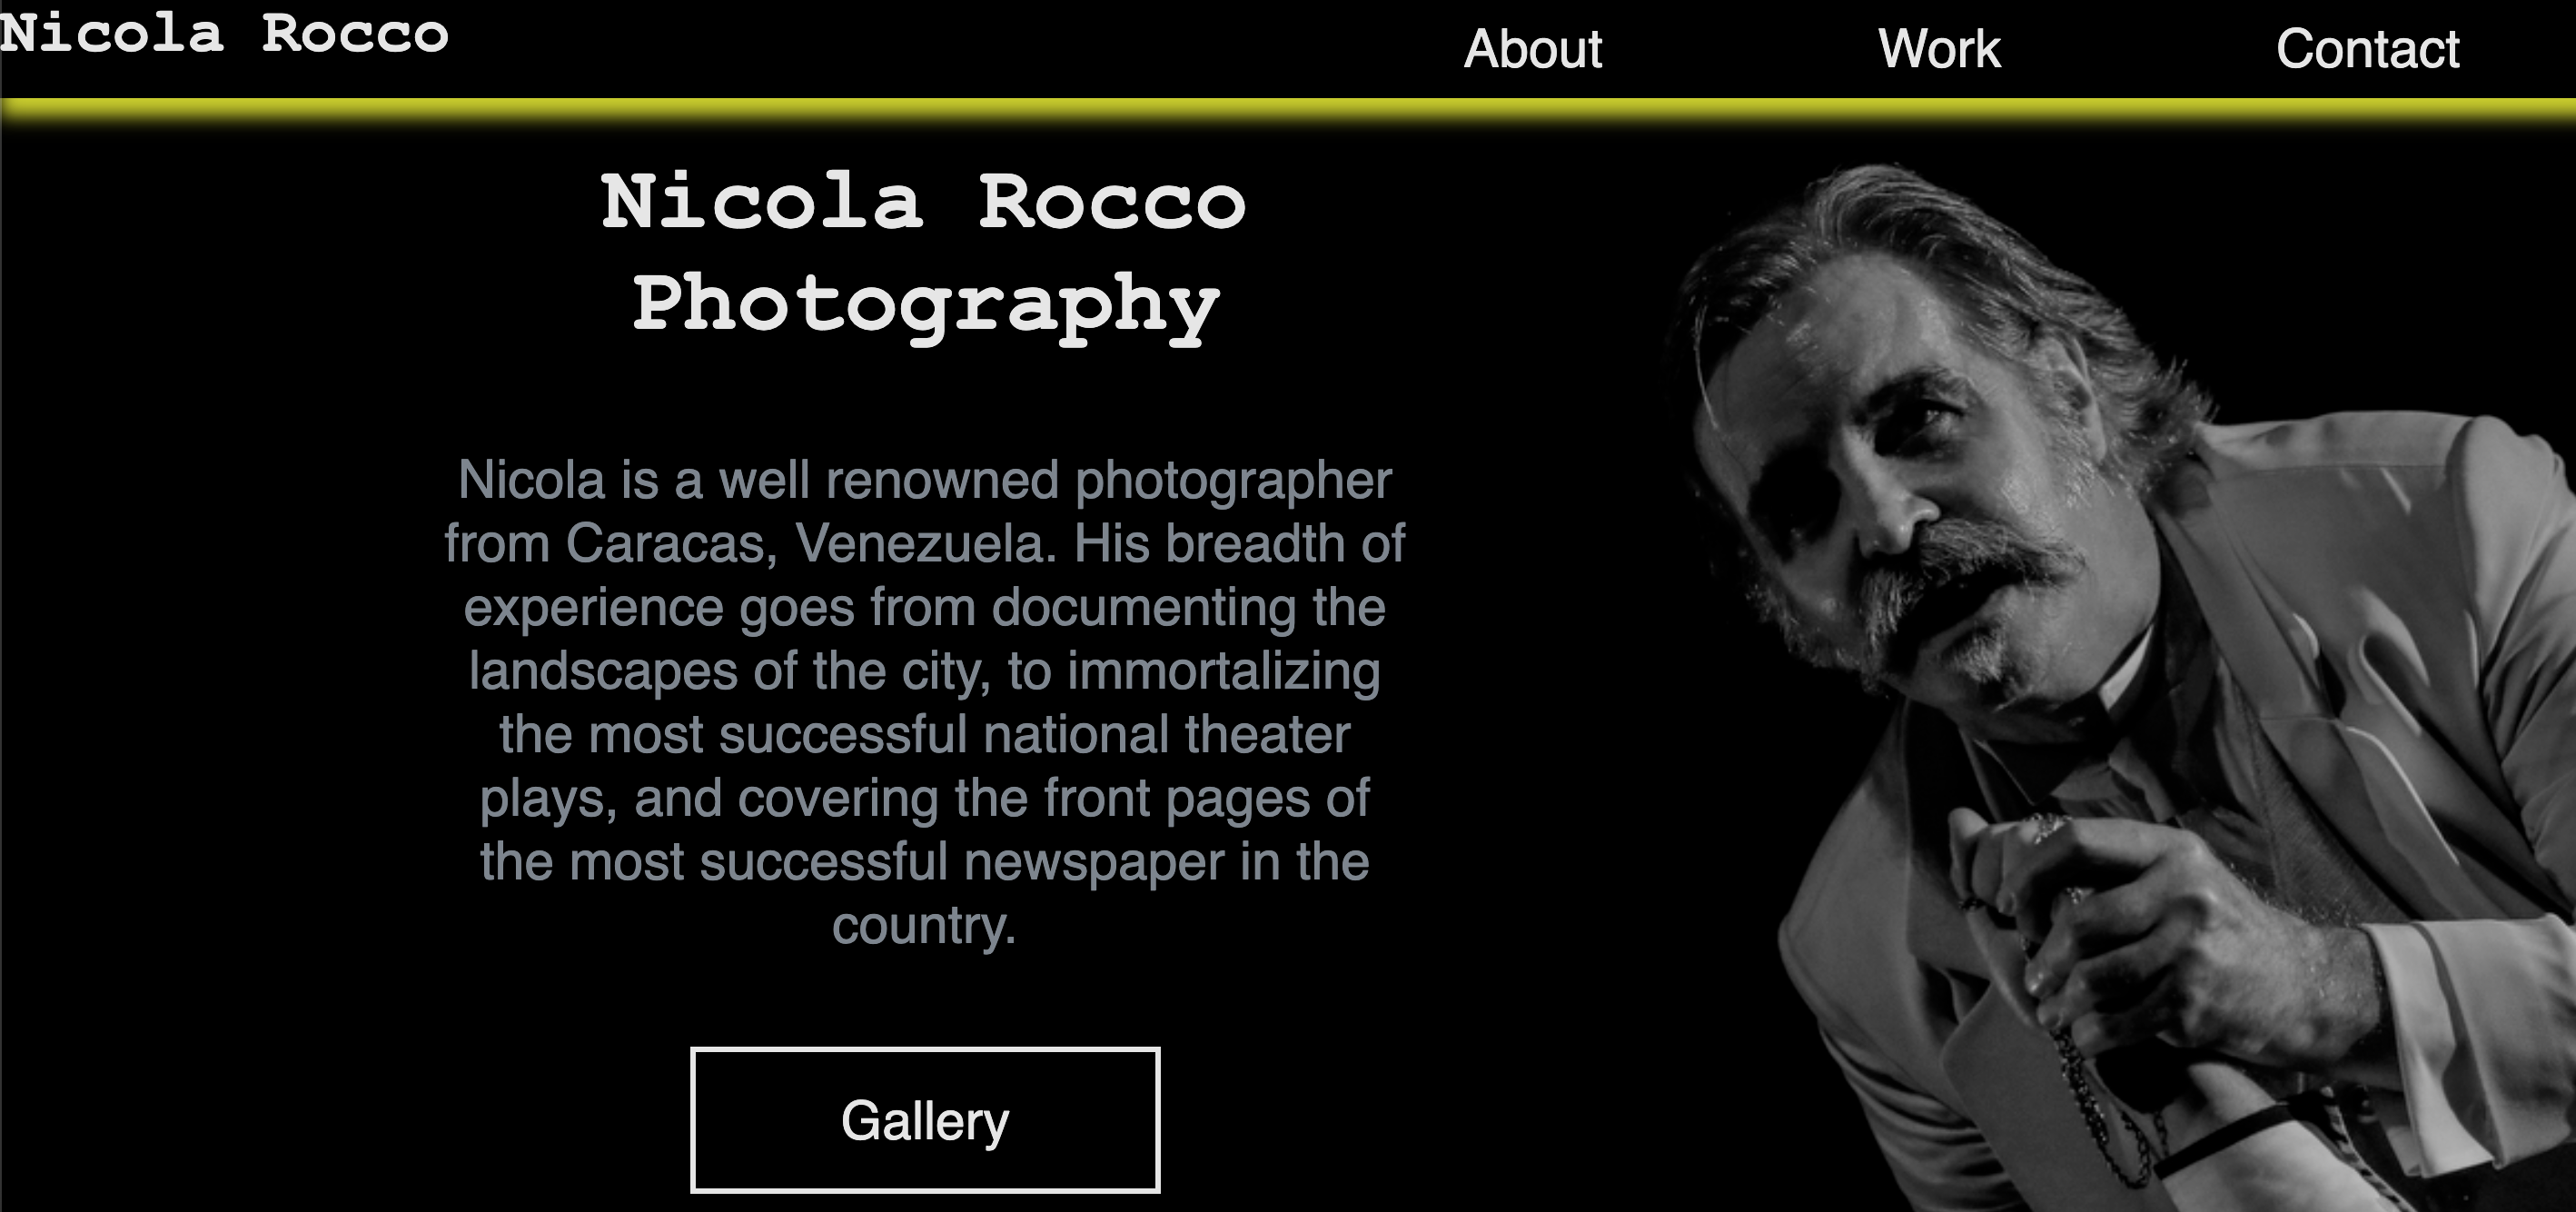 Nicola Rocco
About
Work
Contact
Nicola Rocco
Photography
Nicola is a well renowned photographer
from Caracas, Venezuela. His breadth of
experience goes from documenting the
landscapes of the city, to immortalizing
the most successful national theater
plays, and covering the front pages of
the most successful newspaper in the
country.
Gallery